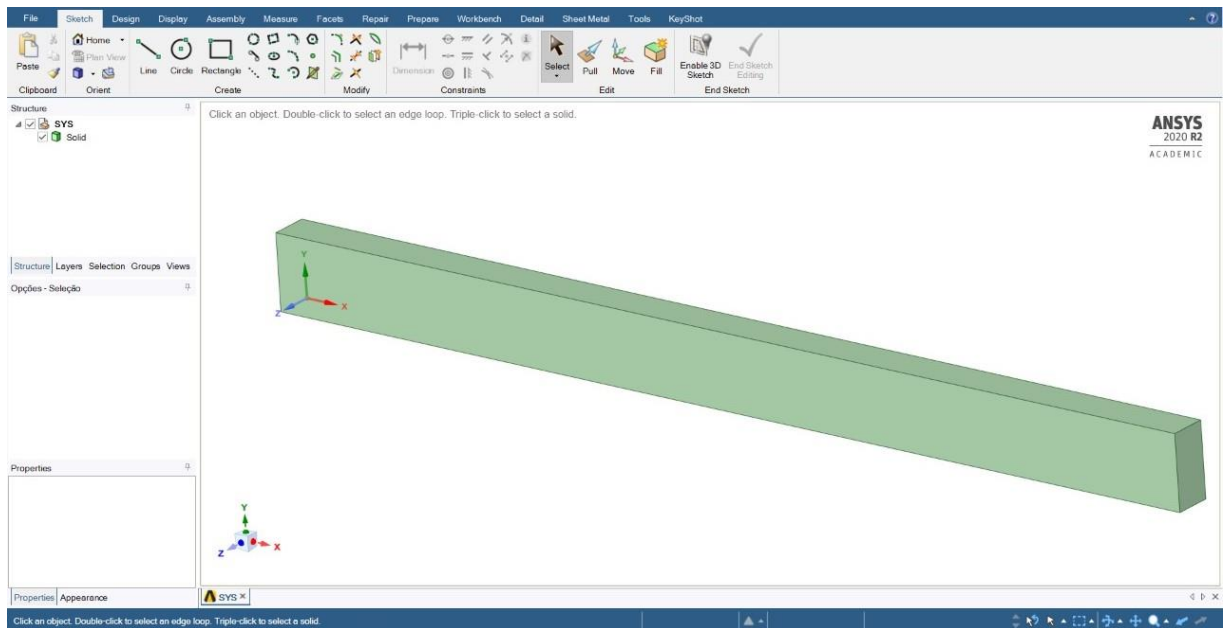 File Sketch Design Display Assembly Measure Facets Repair Prepare Workbench Detail Sheet Metal Tools KeyShot
Paste
Home
Plan View
Line Circle Rectangle
Dimension
Select Pull Move Fill
Enable 3D Sketch
End Sketch Editing
Clipboard Orient Create Modify Constraints Edit End Sketch
Structure
SYS
Solid
Structure Layers Selection Groups Views
Opções - Seleção
Properties
Properties Appearance
Click an object. Double-click to select an edge loop. Triple-click to select a solid.
ANSYS
2020 R2
ACADEMIC
Y
X
Z
Y
Z
X
SYS
Click an object. Double-click to select an edge loop. Triple-click to select a solid.